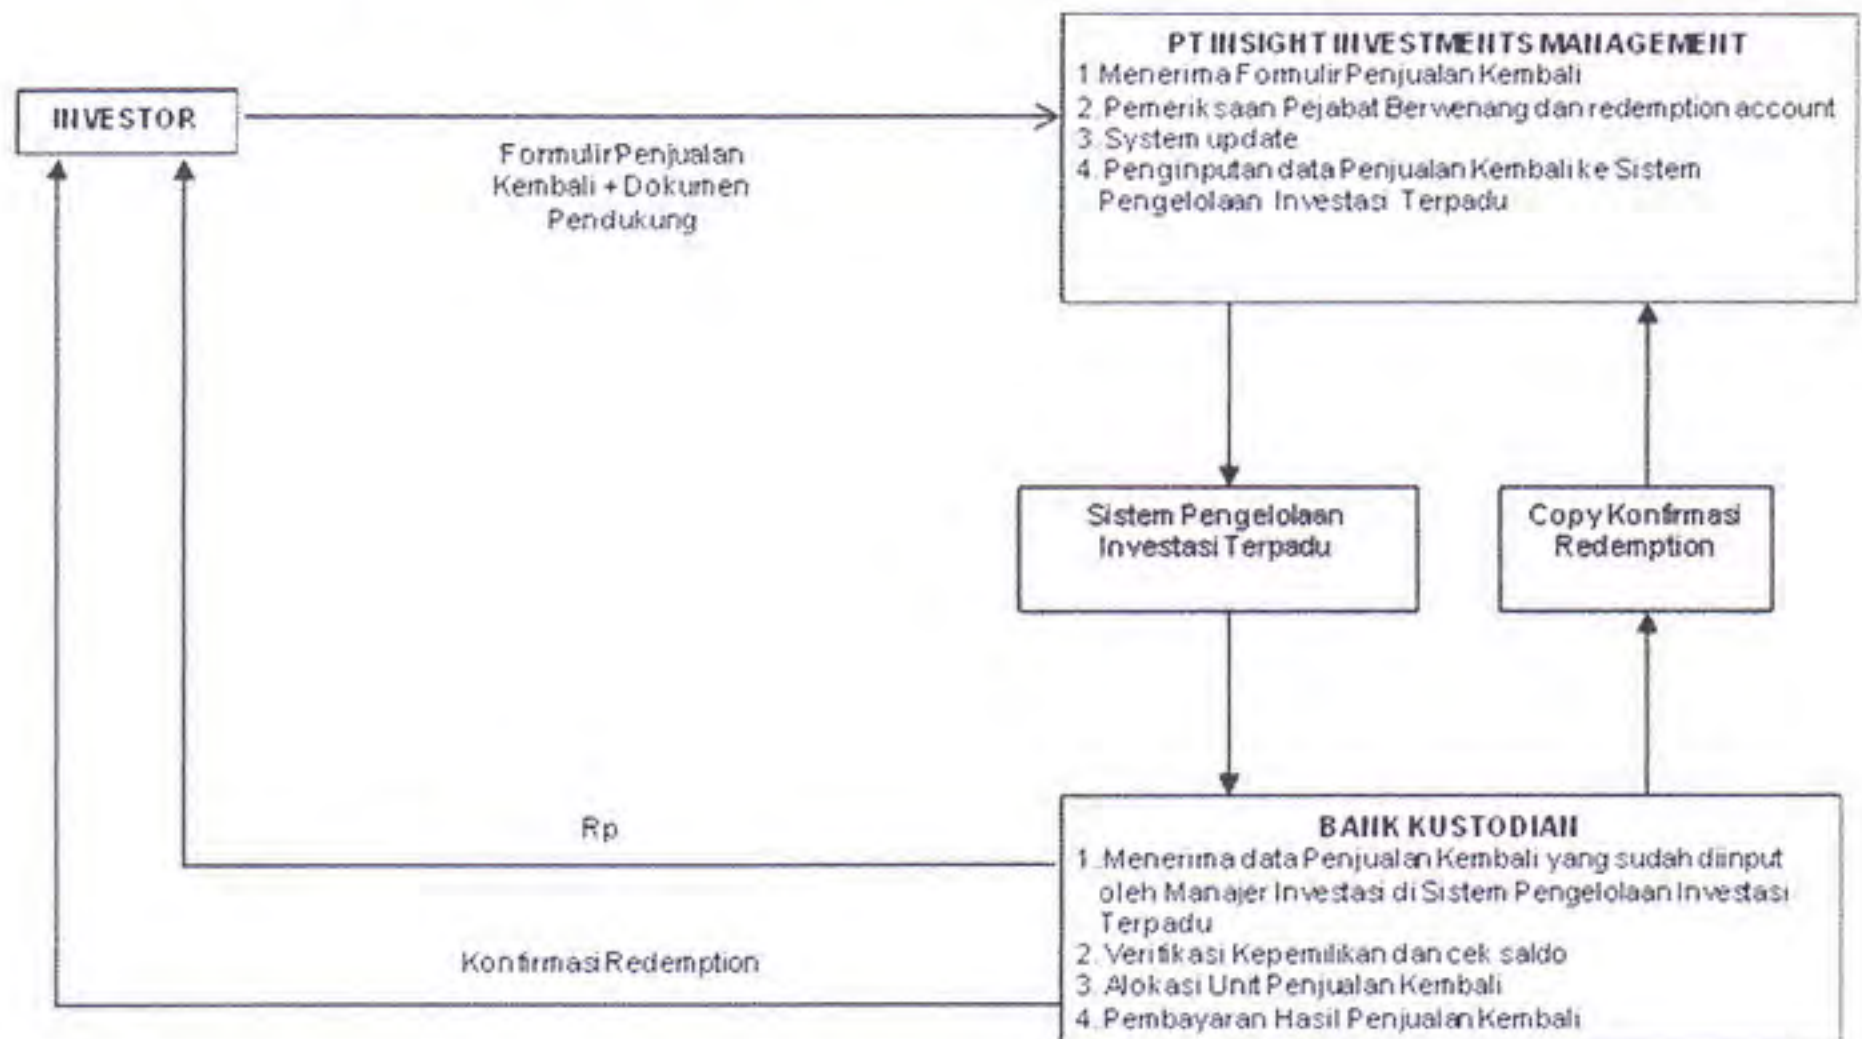 PT INSIGHT INVESTMENTS MANAGEMENT
1 Menerima Formulir Penjualan Kembali
2. Pemeriksaan Pejabat Berwenang dan redemption account
3. System update
4. Penginputan data Penjualan Kembali ke Sistem
Pengelolaan Investasi Terpadu
INVESTOR
Formulir Penjualan
Kembali + Dokumen
Pendukung
Sistem Pengelolaan
Investasi Terpadu
Copy Konfirmasi
Redemption
Rp
Konfirmasi Redemption
BANK KUSTODIAN
1. Menerima data Penjualan Kembali yang sudah diinput
oleh Manajer Investasi di Sistem Pengelolaan Investasi
Terpadu
2. Verifikasi Kepemilikan dan cek saldo
3. Alokasi Unit Penjualan Kembali
4. Pembayaran Hasil Penjualan Kembali